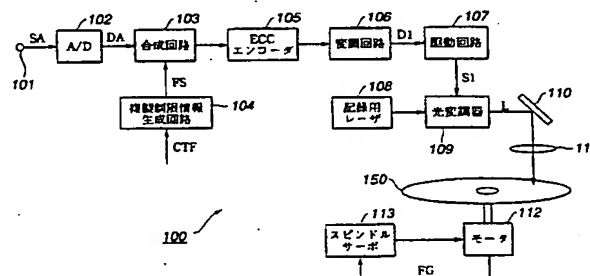 102
103
105
106
107
SA
A/D
DA
合成回路
ECC
エンコーダ
変調回路
D1
駆動回路
101
FS
S1
複製制限情報
生成回路
104
108
記録用
レーザ
光変調器
L
110
109
CTF
11
150
113
112
100
スピンドル
サーボ
モータ
FG